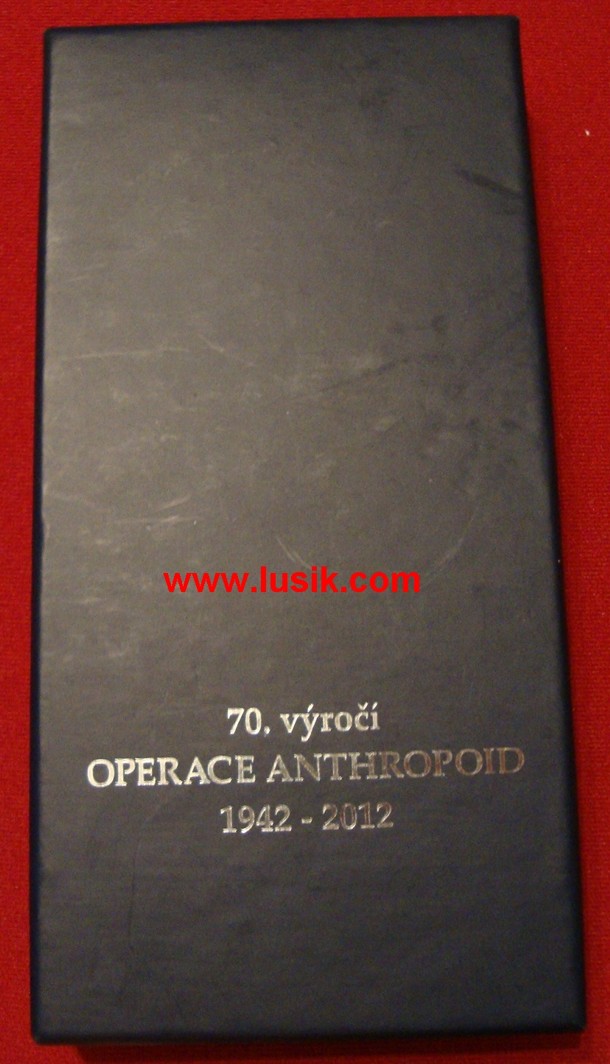 www.lusik.com
70. výročí
OPERACE ANTHROPOID
1942 - 2012